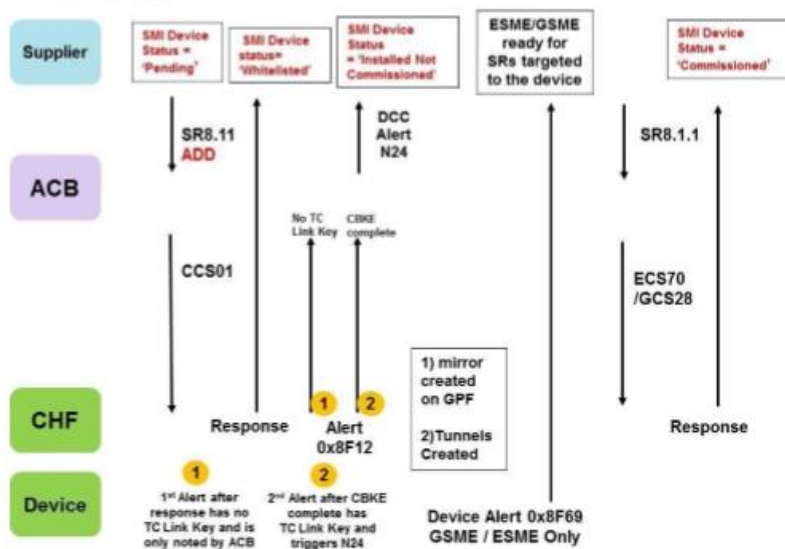 Supplier
SMI Device
Status =
'Pending'
SMI Device
status=
'Whitelisted'
SMI Device
Status
= 'Installed Not
Commissioned'
ESME/GSME
ready for
SRs targeted
to the device
SMI Device
Status =
'Commissioned'
SR8.11
ADD
DCC
Alert
N24
SR8.1.1
ACB
No TC
Link Key
CBKE
complete
CCS01
ECS70
/GCS28
1) mirror
created
on GPF
2)Tunnels
Created
CHF
Response
1
2
Alert
0x8F12
Response
Device
1
1st Alert after
response has no
TC Link Key and is
only noted by ACB
2
2nd Alert after CBKE
complete has
TC Link Key and
triggers N24
Device Alert 0x8F69
GSME / ESME Only